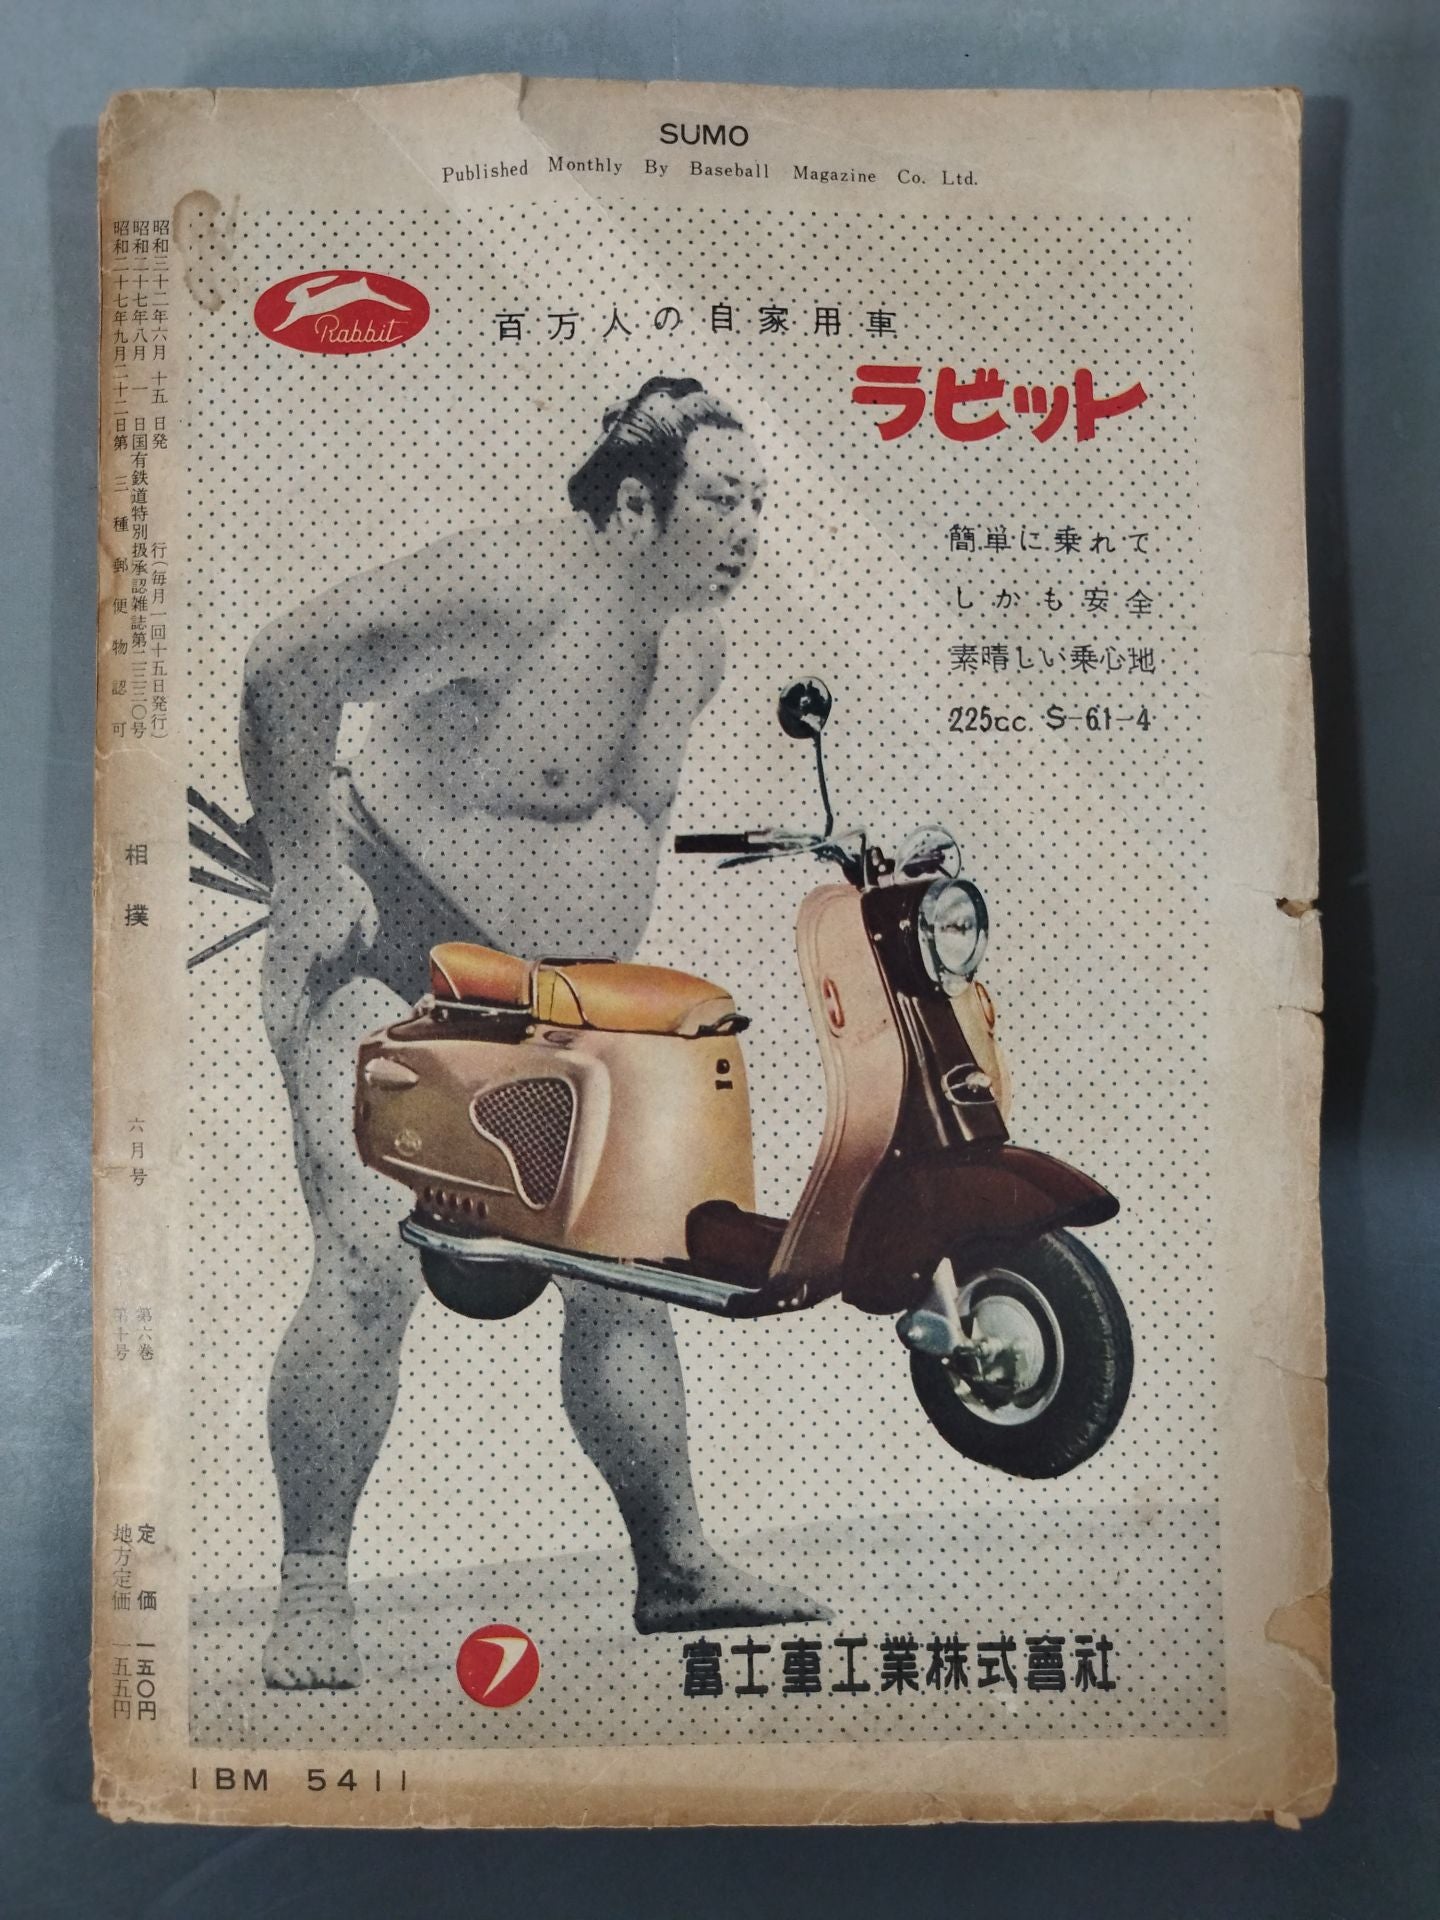 SUMO
Published Monthly By Baseball Magazine Co. Ltd.
Rabbit
百万人の自家用車
ラビット
簡単に乗れて
しかも安全
素晴しい乗心地
225cc. S-61-4
富士重工業株式會社
昭和三十二年六月十五日発行(毎月一回十五日発行)
昭和二十七年八月一日国有鉄道特別扱承認雑誌第二三三〇号
昭和二十七年九月二十二日第三種郵便物認可
相撲
六月号
第六巻
第十号
定価一五〇円
地方定価一五五円
IBM 5411